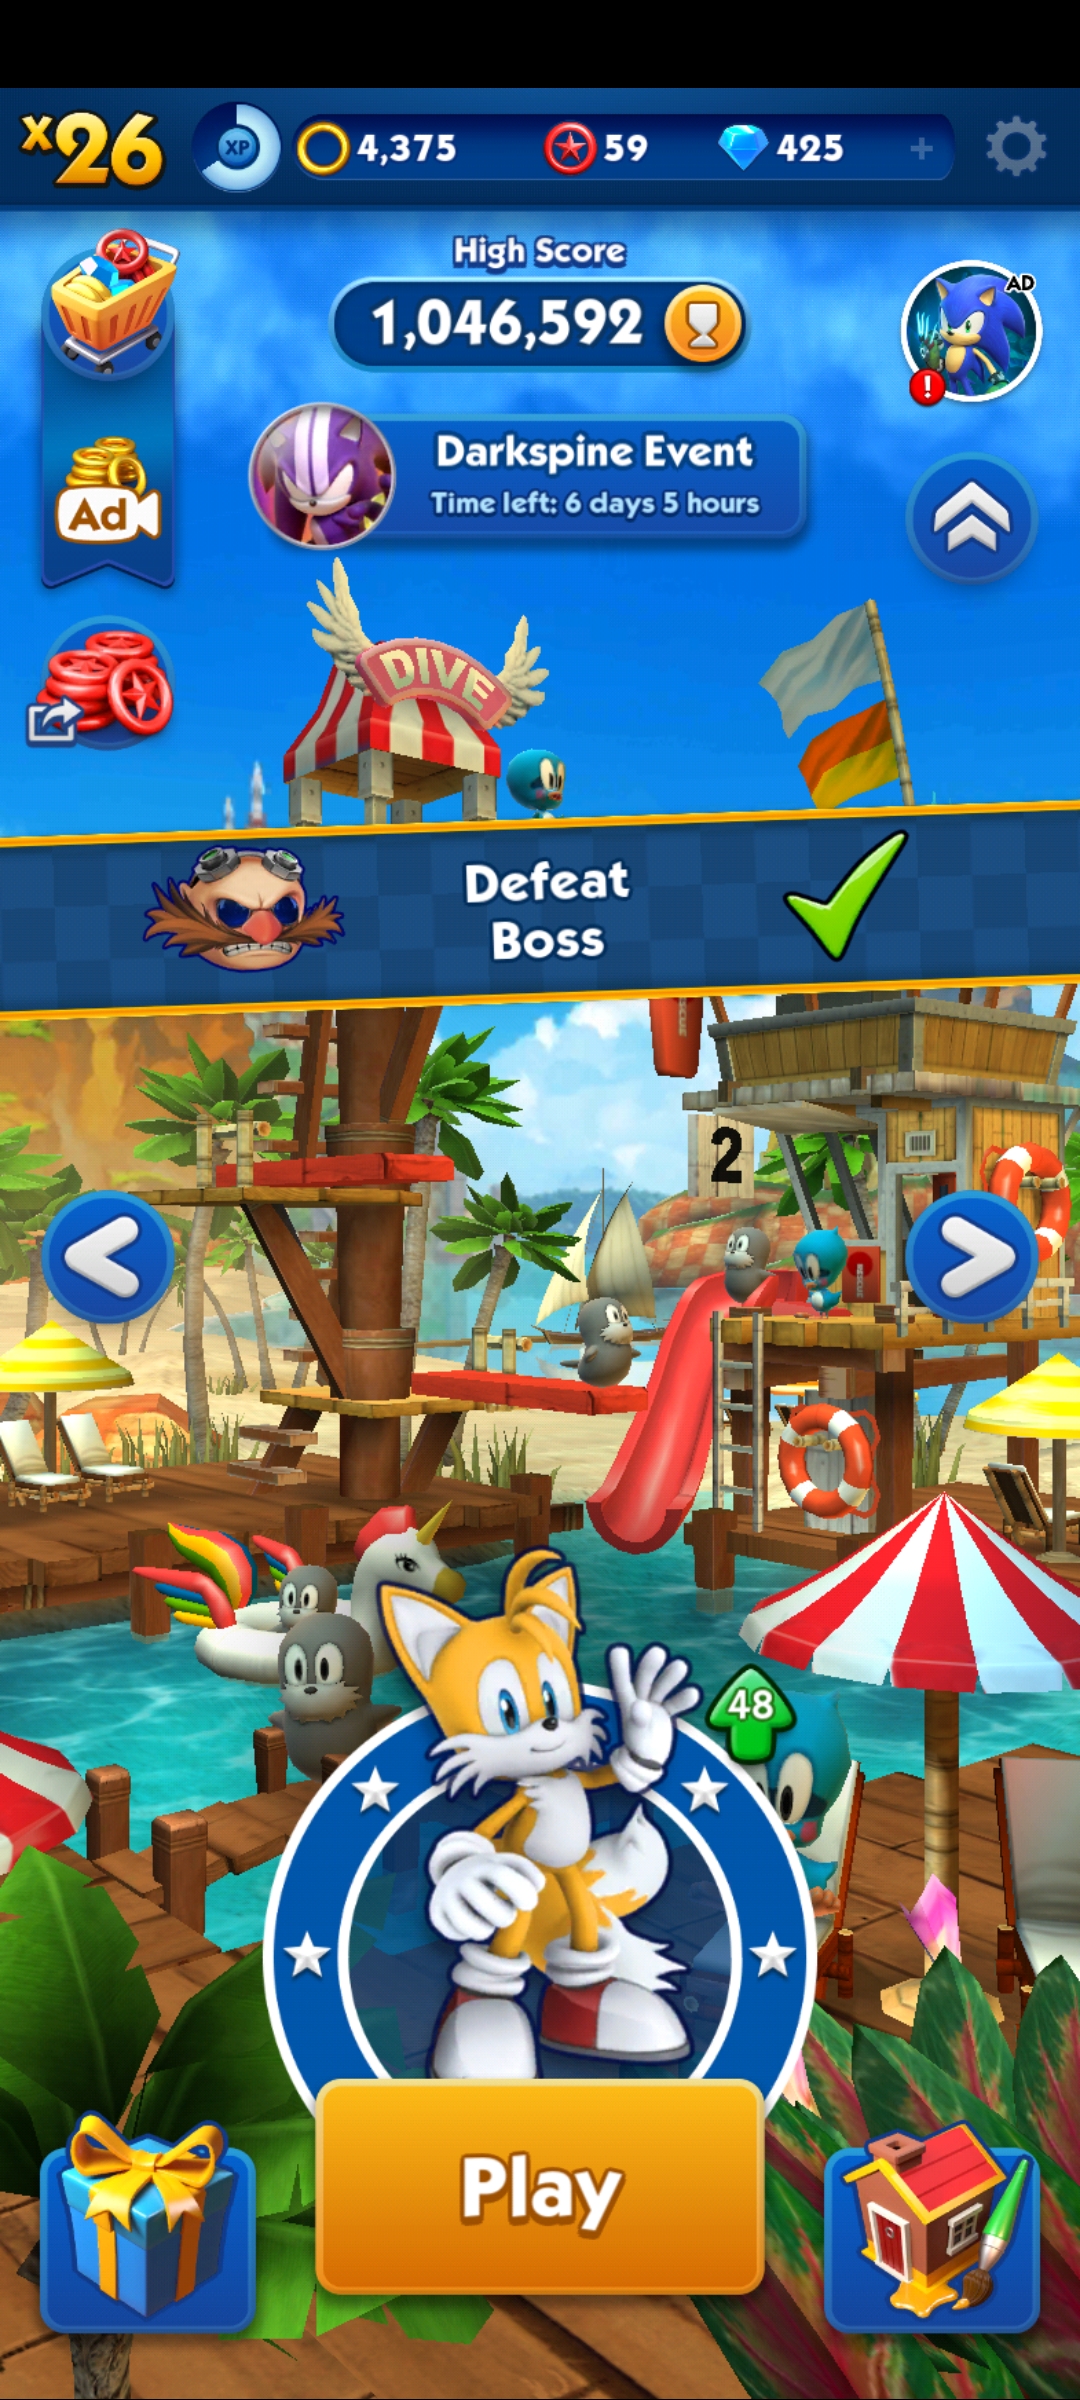 x26
XP
4,375
59
425
+
High Score
1,046,592
AD
!
Darkspine Event
Time left: 6 days 5 hours
Ad
DIVE
Defeat
Boss
2
48
Play